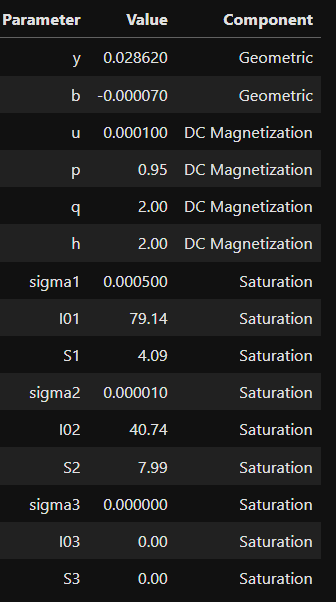 Parameter Value Component
y 0.028620 Geometric
b -0.000070 Geometric
u 0.000100 DC Magnetization
p 0.95 DC Magnetization
q 2.00 DC Magnetization
h 2.00 DC Magnetization
sigma1 0.000500 Saturation
I01 79.14 Saturation
S1 4.09 Saturation
sigma2 0.000010 Saturation
I02 40.74 Saturation
S2 7.99 Saturation
sigma3 0.000000 Saturation
I03 0.00 Saturation
S3 0.00 Saturation